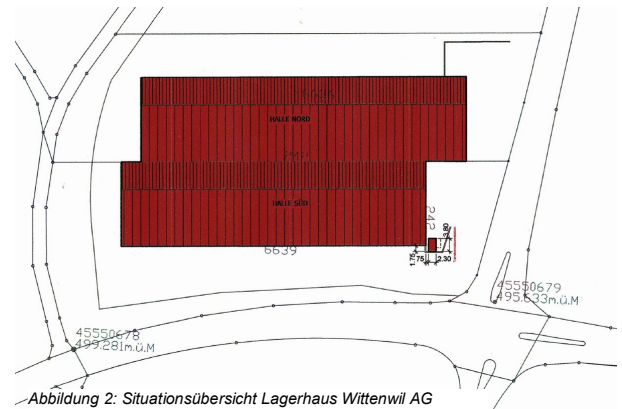 HALLE NORD
HALLE SÜD
242
3.80
1.75
75
2.30
6639
45550679
495.633m.ü.M
45550678
499.281m.ü.M
Abbildung 2: Situationsübersicht Lagerhaus Wittenwil AG